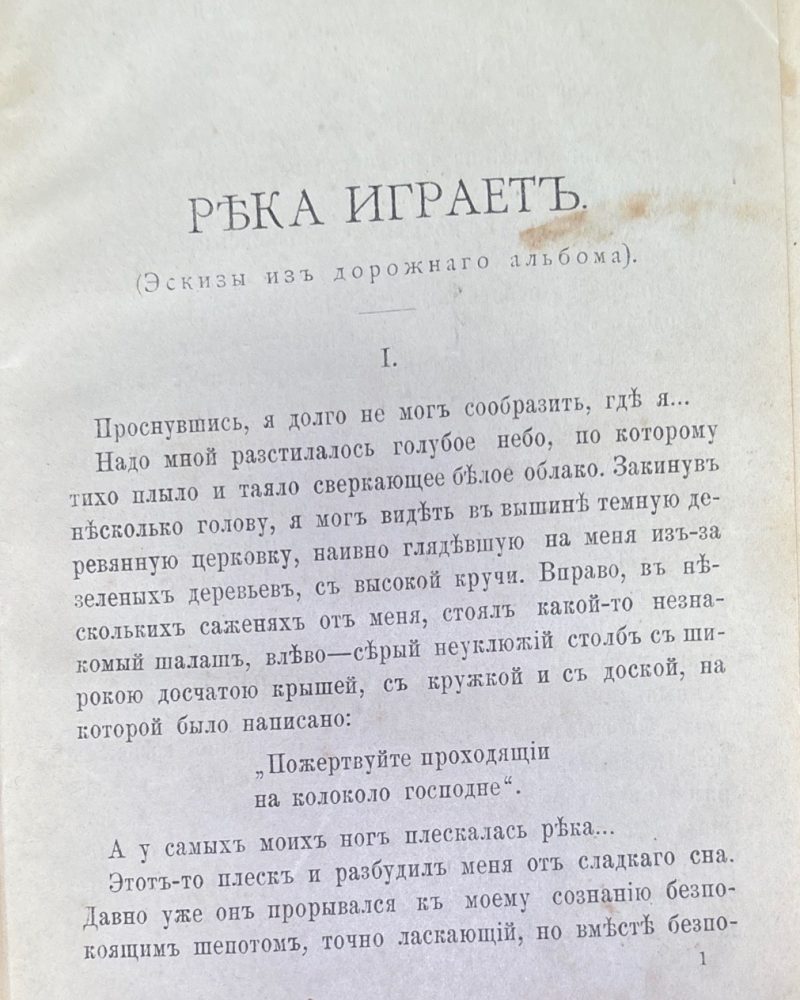 РѢКА ИГРАЕТЪ.
(Эскизы изъ дорожнаго альбома).
I.
Проснувшись, я долго не могъ сообразить, гдѣ я...
Надо мной разстилалось голубое небо, по которому
тихо плыло и таяло сверкающее бѣлое облако. Закинувъ
нѣсколько голову, я могъ видѣть въ вышинѣ темную де-
ревянную церковку, наивно глядѣвшую на меня изъ-за
зеленыхъ деревьевъ, съ высокой кручи. Вправо, въ нѣ-
сколькихъ саженяхъ отъ меня, стоялъ какой-то незна-
комый шалашъ, влѣво—сѣрый неуклюжій столбъ съ ши-
рокою досчатою крышей, съ кружкой и съ доской, на
которой было написано:
„Пожертвуйте проходящіи
на колоколо господне“.
А у самыхъ моихъ ногъ плескалась рѣка...
Этотъ-то плескъ и разбудилъ меня отъ сладкаго сна.
Давно уже онъ прорывался къ моему сознанію безпо-
коящимъ шепотомъ, точно ласкающій, но вмѣстѣ безпо-
1